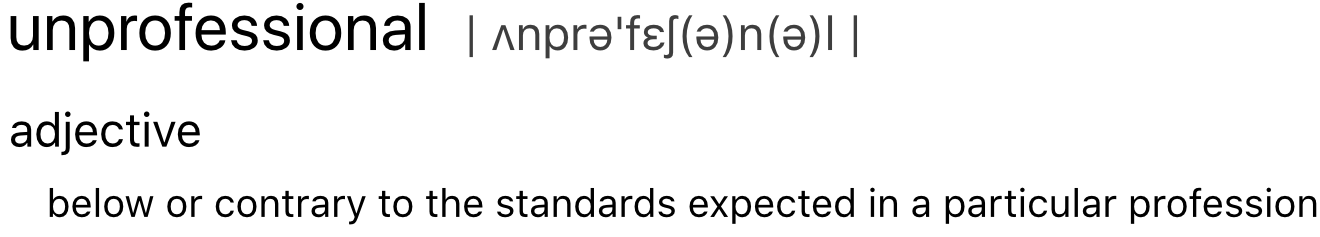 unprofessional | ʌnprəˈfɛʃ(ə)n(ə)l |
adjective
below or contrary to the standards expected in a particular profession